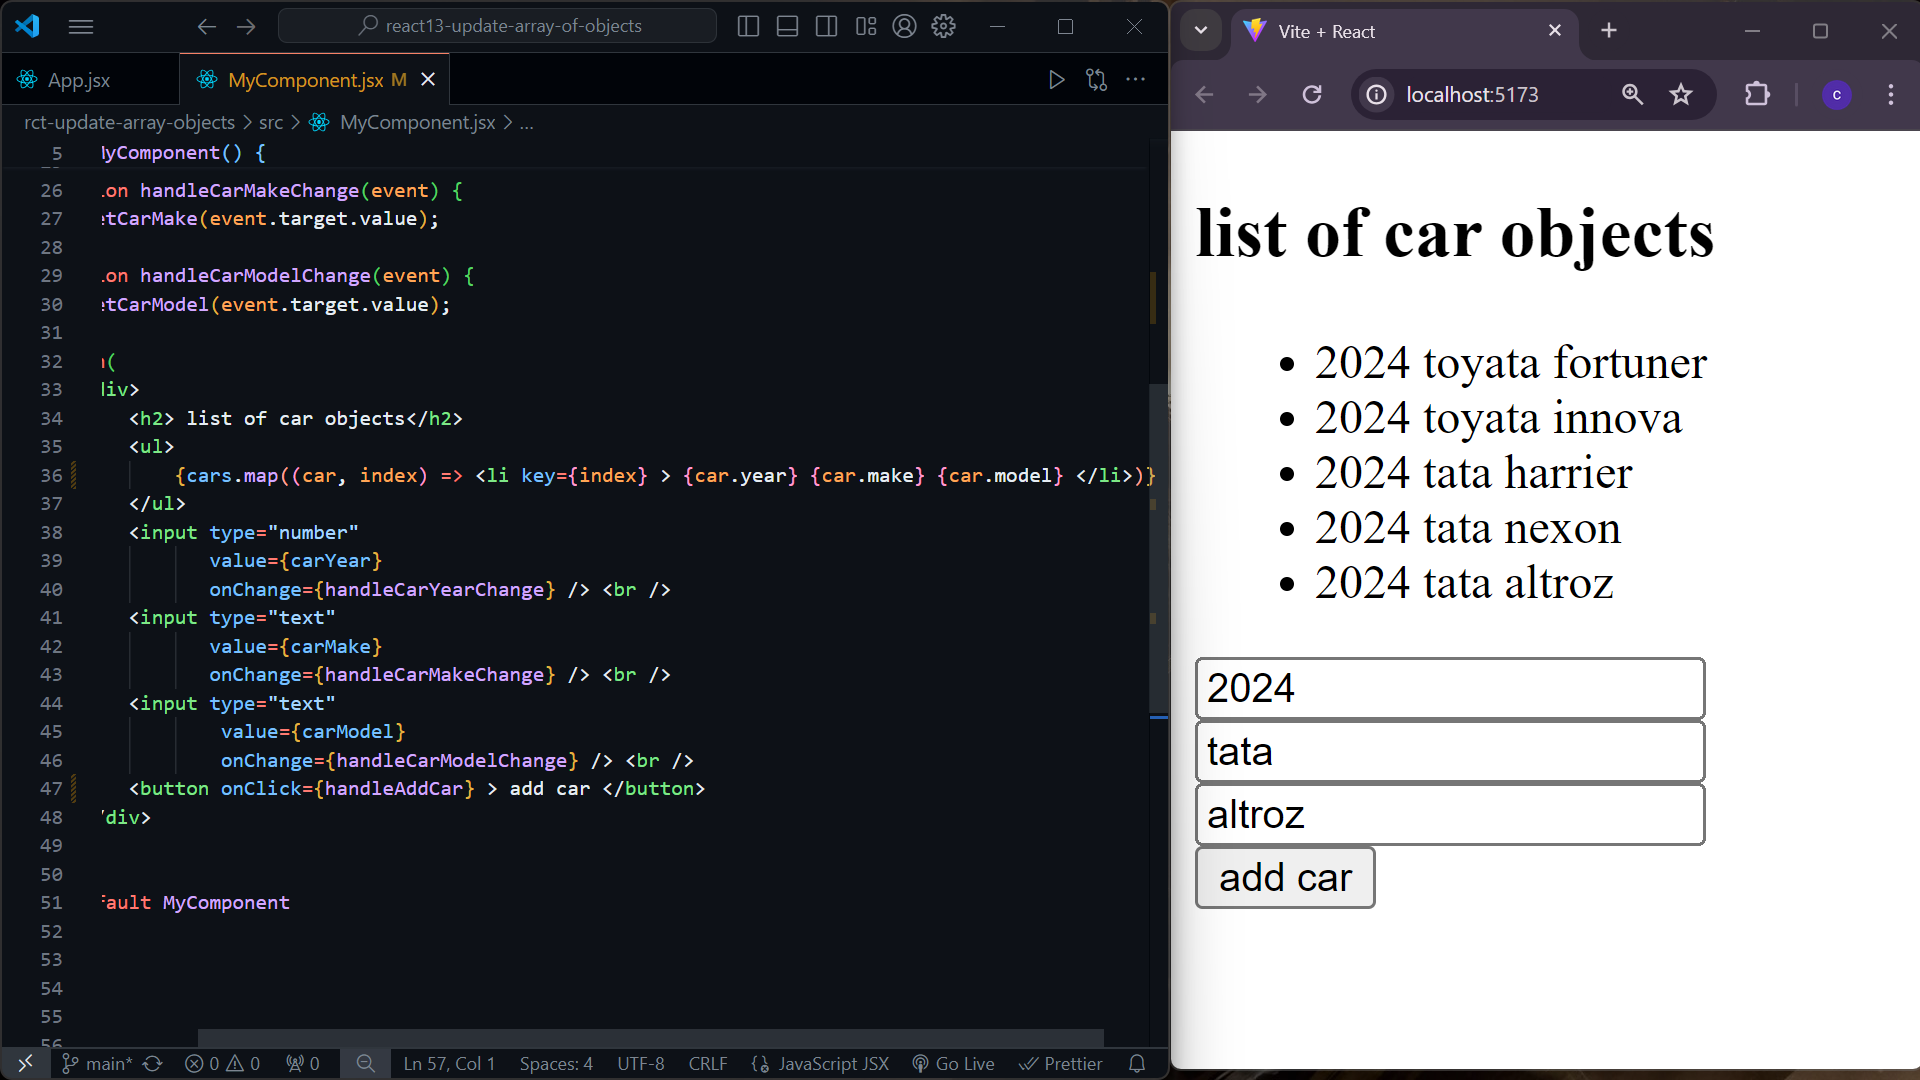 react13-update-array-of-objects
App.jsx
MyComponent.jsx M
rct-update-array-objects > src > MyComponent.jsx > ...
5 MyComponent() {
26 on handleCarMakeChange(event) {
27 tCarMake(event.target.value);
28
29 on handleCarModelChange(event) {
30 tCarModel(event.target.value);
31
32 (
33 div>
34 <h2> list of car objects</h2>
35 <ul>
36 {cars.map((car, index) => <li key={index} > {car.year} {car.make} {car.model} </li>)}
37 </ul>
38 <input type="number"
39 value={carYear}
40 onChange={handleCarYearChange} /> <br />
41 <input type="text"
42 value={carMake}
43 onChange={handleCarMakeChange} /> <br />
44 <input type="text"
45 value={carModel}
46 onChange={handleCarModelChange} /> <br />
47 <button onClick={handleAddCar} > add car </button>
48 /div>
49
50
51 fault MyComponent
52
53
54
55
56
main* 0 0 0 Ln 57, Col 1 Spaces: 4 UTF-8 CRLF {} JavaScript JSX Go Live Prettier
Vite + React
localhost:5173
c
list of car objects
• 2024 toyata fortuner
• 2024 toyata innova
• 2024 tata harrier
• 2024 tata nexon
• 2024 tata altroz
2024
tata
altroz
add car